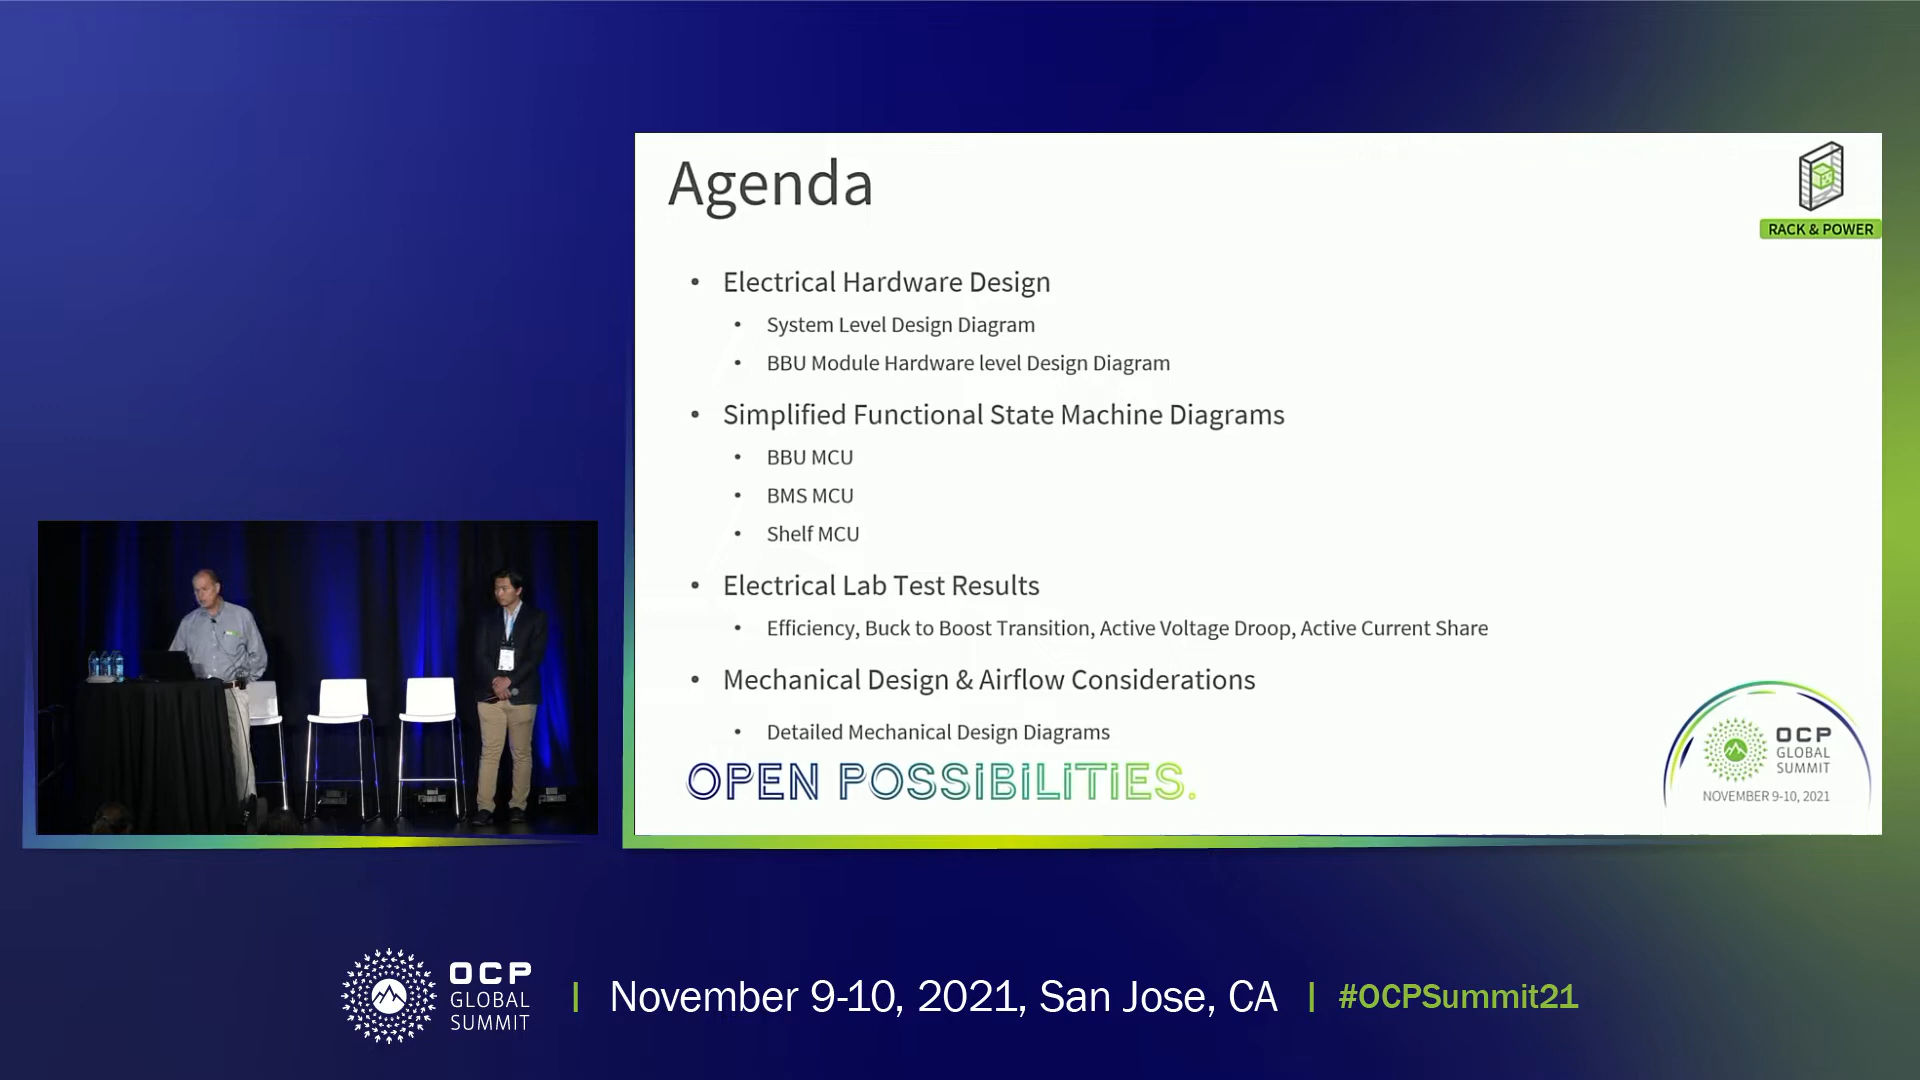 Agenda
RACK & POWER
• Electrical Hardware Design
• System Level Design Diagram
• BBU Module Hardware level Design Diagram
• Simplified Functional State Machine Diagrams
• BBU MCU
• BMS MCU
• Shelf MCU
• Electrical Lab Test Results
• Efficiency, Buck to Boost Transition, Active Voltage Droop, Active Current Share
• Mechanical Design & Airflow Considerations
• Detailed Mechanical Design Diagrams
OPEN POSSIBILITIES.
OCP
GLOBAL
SUMMIT
NOVEMBER 9-10, 2021
OCP
GLOBAL
SUMMIT
| November 9-10, 2021, San Jose, CA | #OCPSummit21